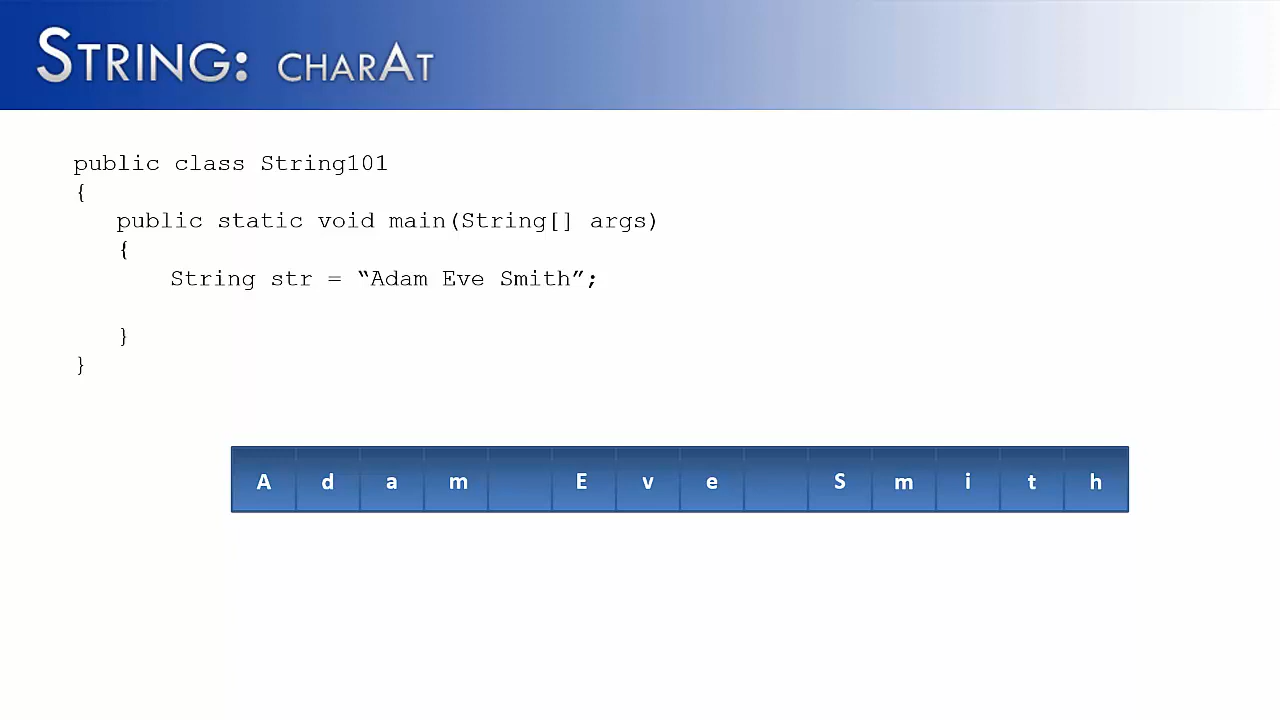 STRING: CHARAT
public class String101
{
public static void main(String[] args)
{
String str = “Adam Eve Smith”;
}
}
A d a m E v e S m i t h